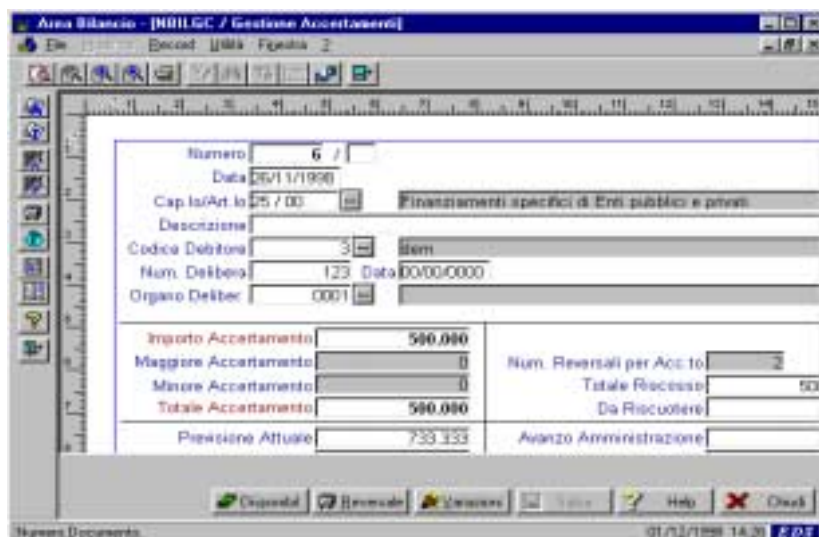 Area Bilancio - [NBILGC / Gestione Accertamenti]
File Record Utilità Finestra ?
Numero 6 /
Data 26/11/1998
Cap.lo/Art.lo 25 / 00 Finanziamenti specifici di Enti pubblici e privati
Descrizione
Codice Debitore 3 idem
Num. Delibera 123 Data 00/00/0000
Organo Deliber. 0001
Importo Accertamento 500.000
Maggiore Accertamento 0 Num. Reversali per Acc.to 2
Minore Accertamento 0 Totale Riscosso
Totale Accertamento 500.000 Da Riscuotere
Previsione Attuale 733.333 Avanzo Amministrazione
Disponibil Reversale Variazioni Salva Help Chiudi
Numero Documento 01/12/1998 14.26 EDS